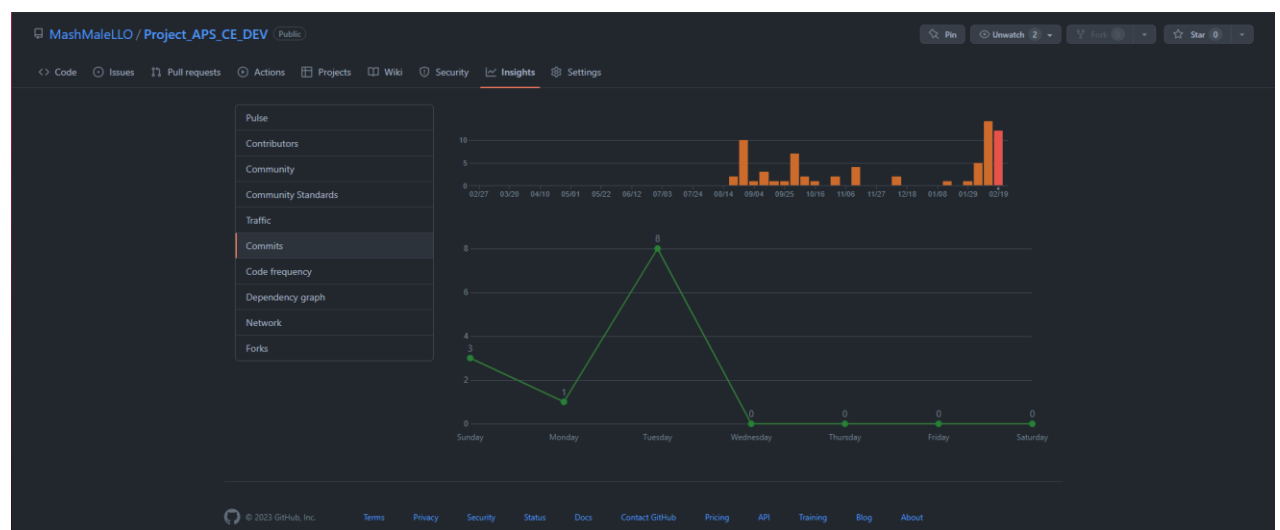 MashMaleLLO / Project_APS_CE_DEV Public
Pin
Unwatch 2
Fork 0
Star 0
Code Issues Pull requests Actions Projects Wiki Security Insights Settings
Pulse
Contributors
Community
Community Standards
Traffic
Commits
Code frequency
Dependency graph
Network
Forks
10
5
0
02/27 03/20 04/10 05/01 05/22 06/12 07/03 07/24 08/14 09/04 09/25 10/16 11/06 11/27 12/18 01/08 01/29 02/19
8
8
6
4
3
2
1
0 0 0 0
0
Sunday Monday Tuesday Wednesday Thursday Friday Saturday
© 2023 GitHub, Inc. Terms Privacy Security Status Docs Contact GitHub Pricing API Training Blog About